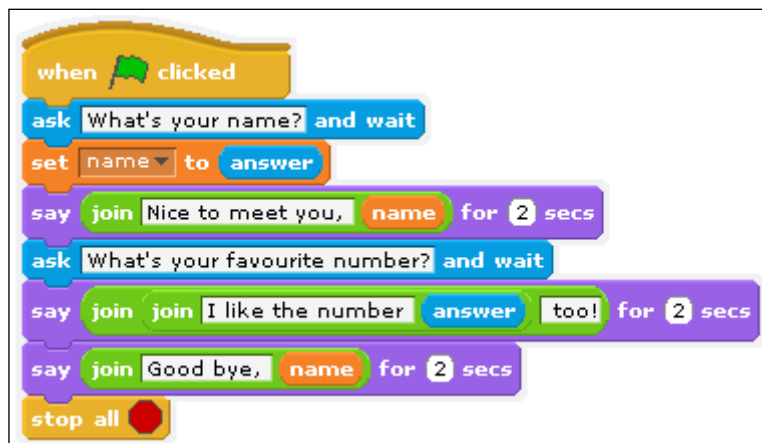 when clicked
ask What's your name? and wait
set name to answer
say join Nice to meet you, name for 2 secs
ask What's your favourite number? and wait
say join join I like the number answer too! for 2 secs
say join Good bye, name for 2 secs
stop all